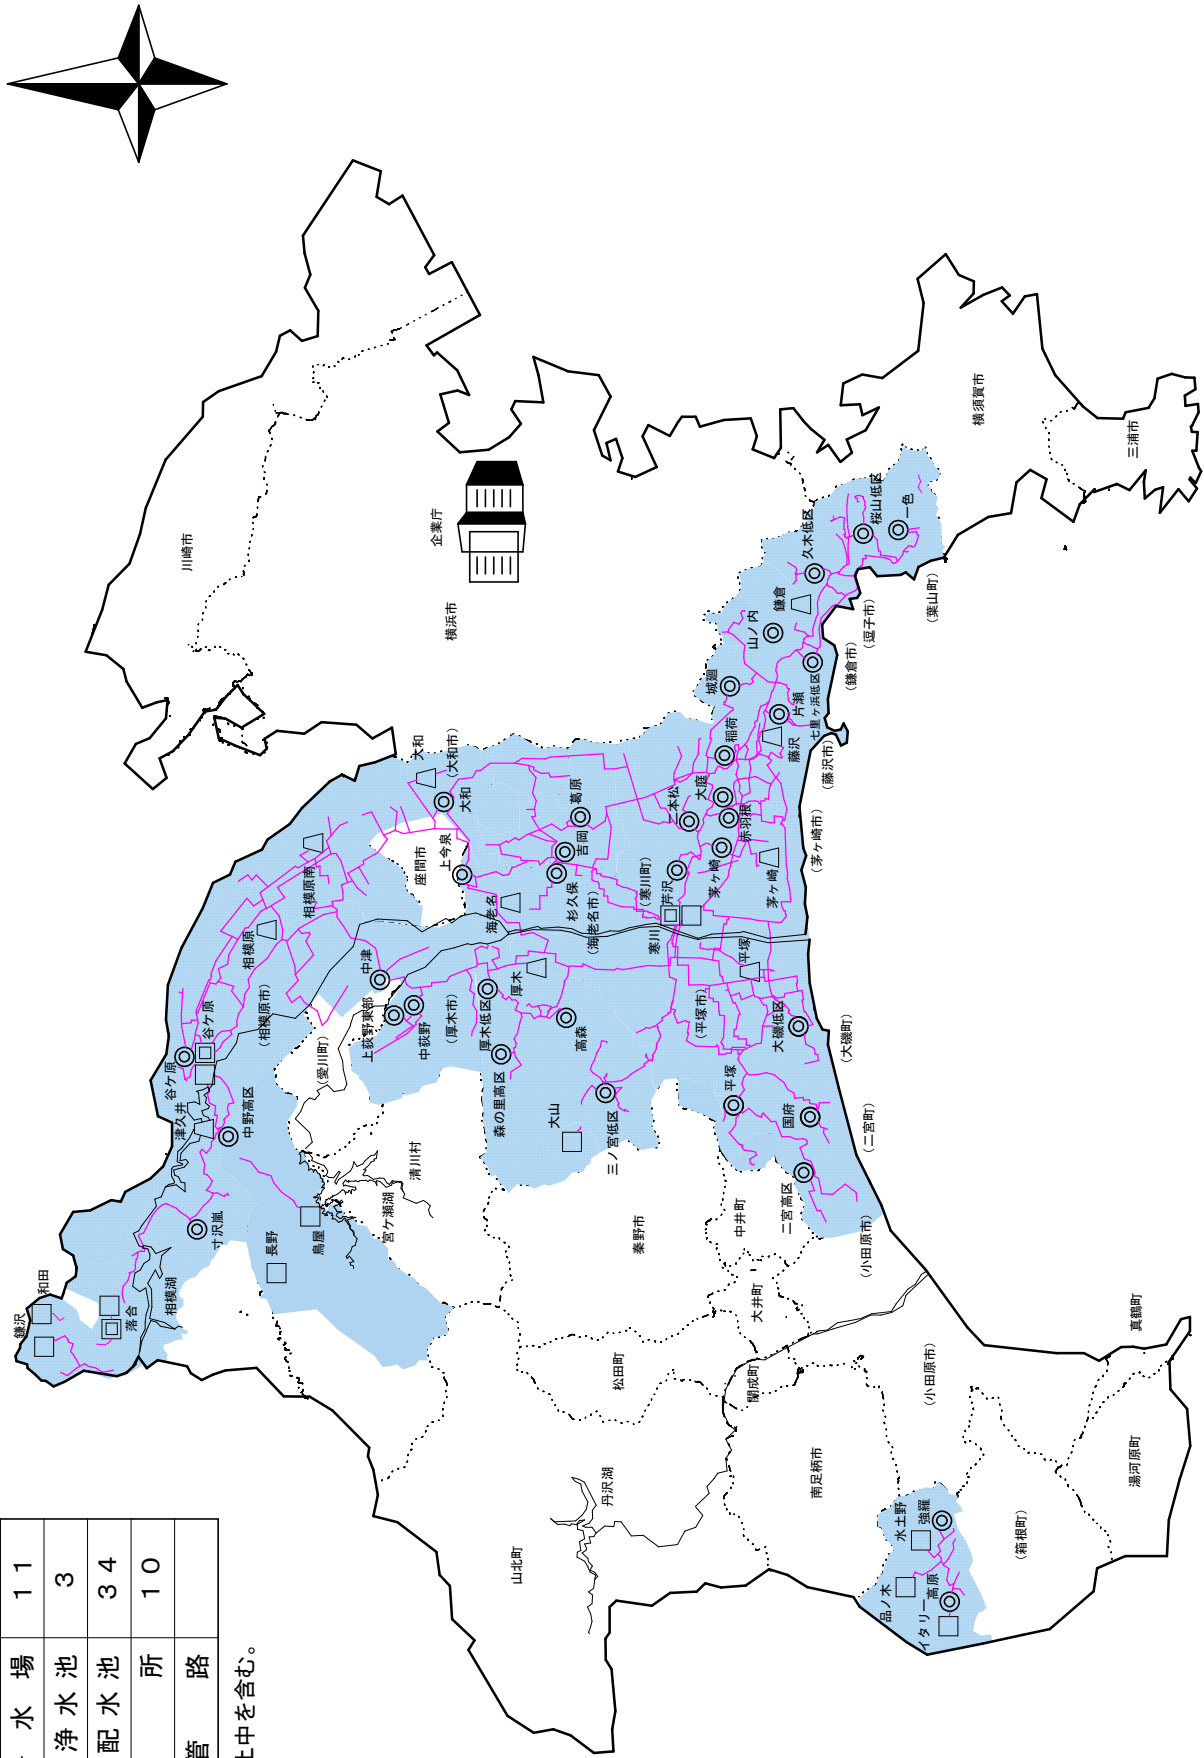 川崎市
企業庁
横浜市
横須賀市
三浦市
桜山低区
一色
久木低区
鎌倉
山ノ内
城廻
稲荷
片瀬
七里ヶ浜低区
藤沢
(葉山町)
(逗子市)
(鎌倉市)
(藤沢市)
(茅ヶ崎市)
大和
(大和市)
大和
葛原
吉岡
二本松
大庭
赤羽根
茅ヶ崎
茅ヶ崎
芹沢
(寒川町)
寒川
座間市
上今泉
杉久保
(海老名市)
海老名
相模原南
相模原
(相模原市)
中津
上荻野東部
中荻野
(厚木市)
厚木低区
厚木
高森
森の里高区
大山
三ノ宮低区
平塚
(平塚市)
大磯低区
(大磯町)
平塚
国府
(二宮町)
二宮高区
谷ケ原
谷ケ原
津久井
中野高区
(愛川町)
清川村
宮ケ瀬湖
鳥屋
長野
寸沢嵐
相模湖
落合
和田
鎌沢
秦野市
中井町
(小田原市)
大井町
松田町
開成町
丹沢湖
山北町
南足柄市
(小田原市)
真鶴町
湯河原町
(箱根町)
水土野
強羅
品ノ木
イタリー
高原
水 場 11
浄水池 3
配水池 34
所 10
管 路
中を含む。